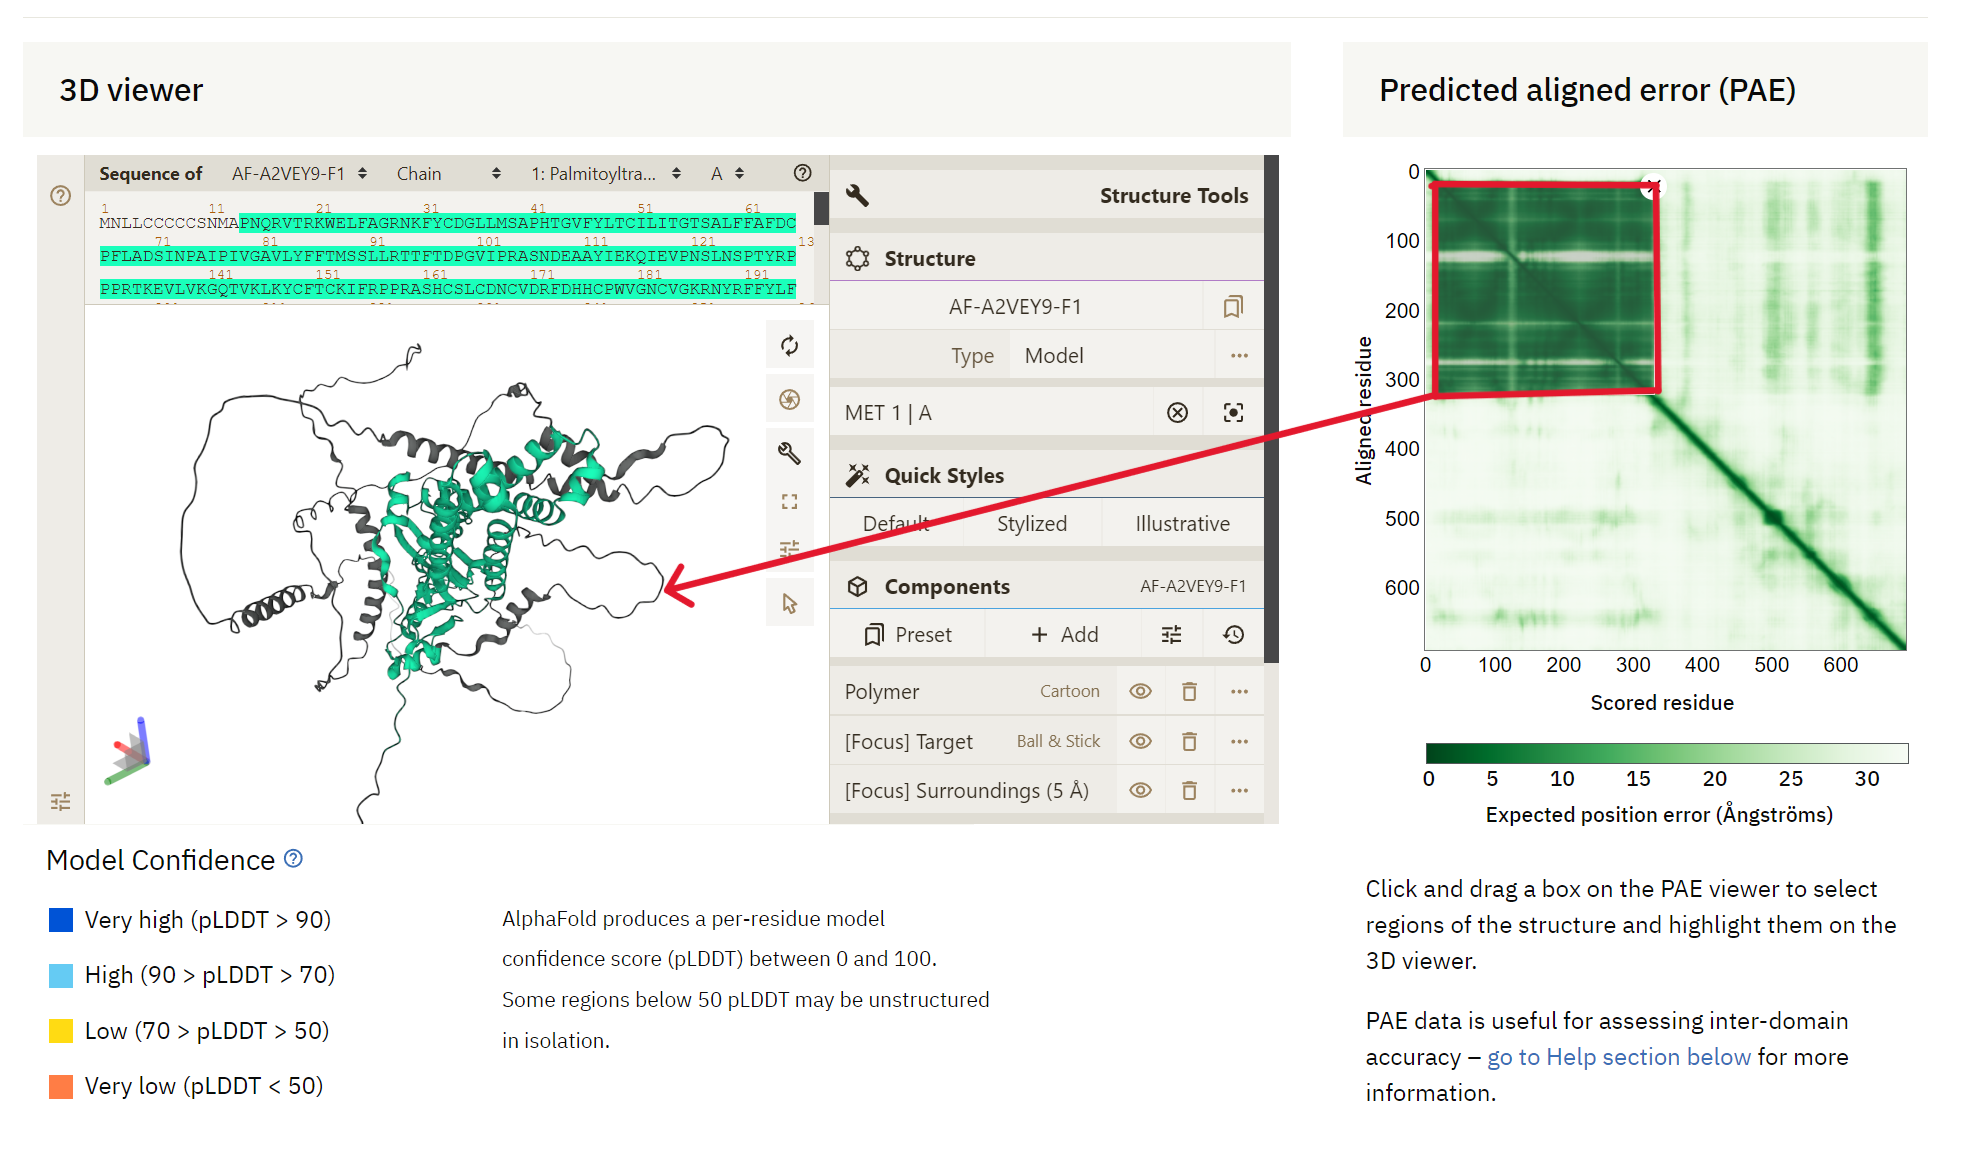 3D viewer
Predicted aligned error (PAE)
Sequence of AF-A2VEY9-F1 Chain 1: Palmitoyltra... A
1 11 21 31 41 51 61
MNLLCCCCCSNMAPNQRVTRKWELFAGRNKFYCDGLLMSAPHTGVFYLTCILITGTSALFFAFDC
71 81 91 101 111 121 13
PFLADSINPAIPIVGAVLYFFTMSSLLRTTFTDPGVIPRASNDEAAYIEKQIEVPNSLNSPTYRP
141 151 161 171 181 191
PPRTKEVLVKGQTVKLKYCFTCKIFRPPRASHCSLCDNCVDRFDHHCPWVGNCVGKRNYRFFYLF
Structure Tools
Structure
AF-A2VEY9-F1
Type Model
MET 1 | A
Quick Styles
Default Stylized Illustrative
Components AF-A2VEY9-F1
Preset + Add
Polymer Cartoon
[Focus] Target Ball & Stick
[Focus] Surroundings (5 Å)
0
100
200
300
400
500
600
Aligned residue
0 100 200 300 400 500 600
Scored residue
0 5 10 15 20 25 30
Expected position error (Ångströms)
Model Confidence
Very high (pLDDT > 90)
High (90 > pLDDT > 70)
Low (70 > pLDDT > 50)
Very low (pLDDT < 50)
AlphaFold produces a per-residue model
confidence score (pLDDT) between 0 and 100.
Some regions below 50 pLDDT may be unstructured
in isolation.
Click and drag a box on the PAE viewer to select
regions of the structure and highlight them on the
3D viewer.
PAE data is useful for assessing inter-domain
accuracy – go to Help section below for more
information.